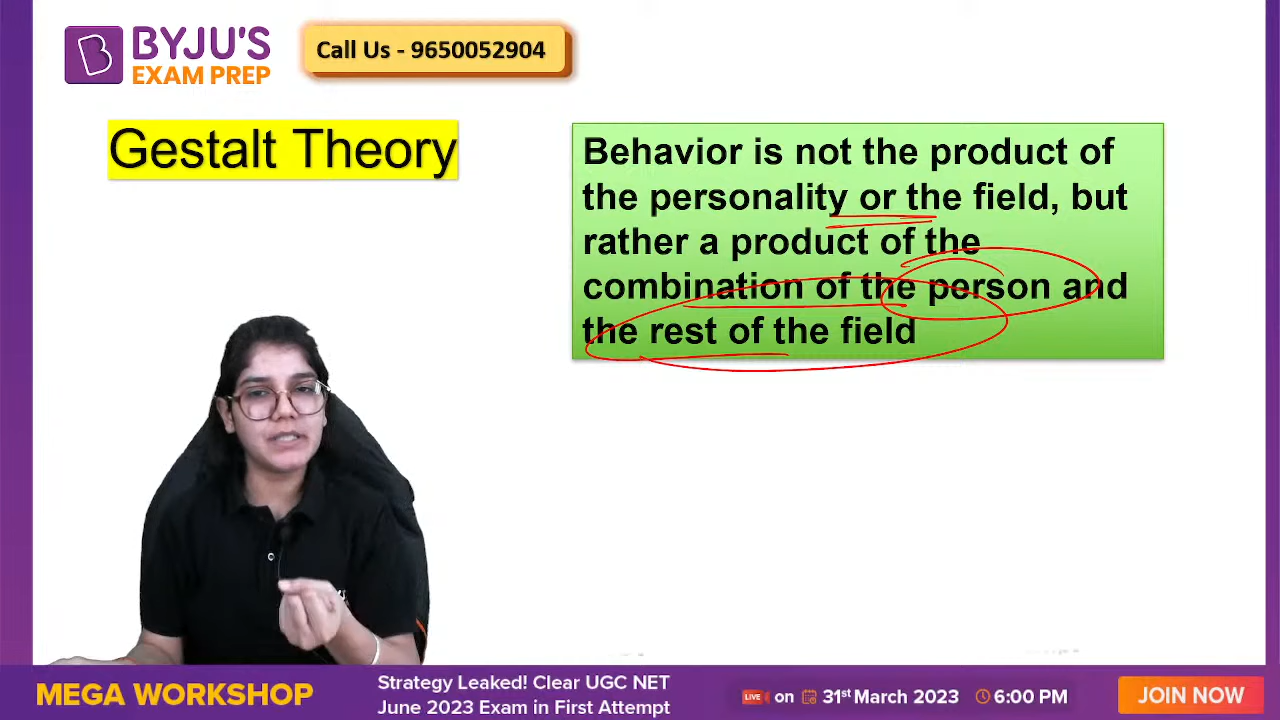 BYJU'S
EXAM PREP
Call Us - 9650052904
Gestalt Theory
Behavior is not the product of
the personality or the field, but
rather a product of the
combination of the person and
the rest of the field
MEGA WORKSHOP
Strategy Leaked! Clear UGC NET
June 2023 Exam in First Attempt
LIVE on 31st March 2023 6:00 PM
JOIN NOW